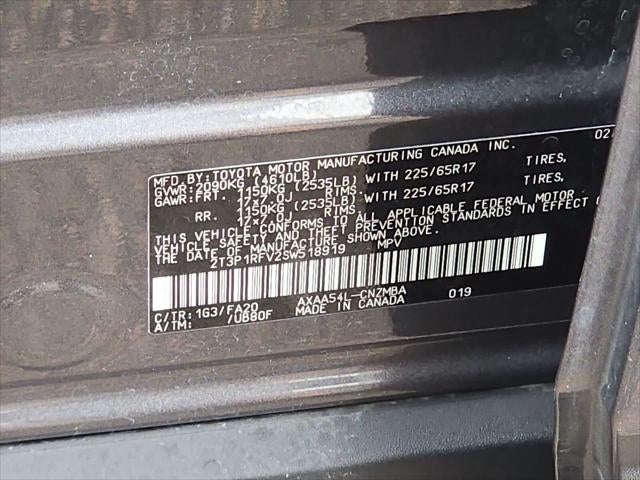 MFD. BY: TOYOTA MOTOR MANUFACTURING CANADA INC. 02
GVWR: 2090KG (4610LB)
GAWR: FRT. 1150KG (2535LB) WITH 225/65R17 TIRES,
17x7.0J RIMS,
RR. 1150KG (2535LB) WITH 225/65R17 TIRES,
17x7.0J RIMS,
THIS VEHICLE CONFORMS TO ALL APPLICABLE FEDERAL MOTOR
VEHICLE SAFETY AND THEFT PREVENTION STANDARDS IN EFFECT
THE DATE OF MANUFACTURE SHOWN ABOVE.
2T3P1RFV2SW518919 MPV
C/TR: 1G3/FA20 AXAA54L-CNZMBA 019
A/TM: /UB80F MADE IN CANADA